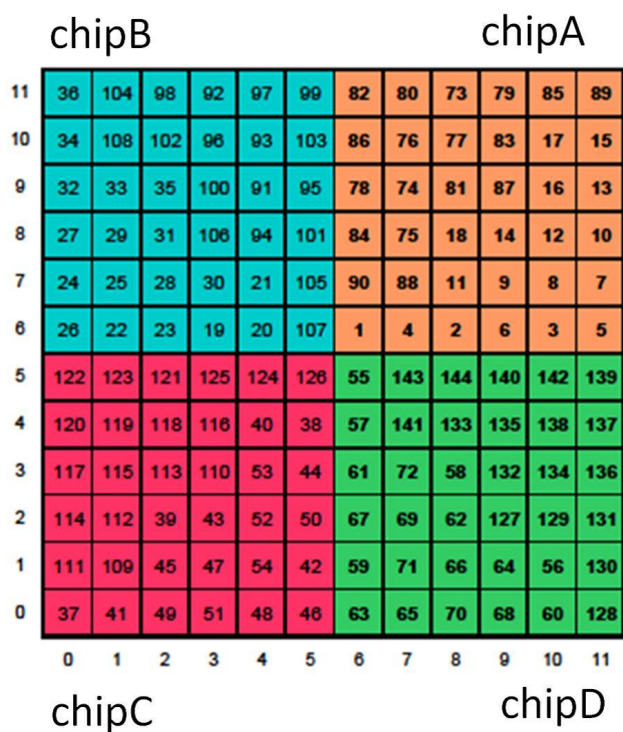 chipB chipA
11 36 104 98 92 97 99 82 80 73 79 85 89
10 34 108 102 96 93 103 86 76 77 83 17 15
9 32 33 35 100 91 95 78 74 81 87 16 13
8 27 29 31 106 94 101 84 75 18 14 12 10
7 24 25 28 30 21 105 90 88 11 9 8 7
6 26 22 23 19 20 107 1 4 2 6 3 5
5 122 123 121 125 124 126 55 143 144 140 142 139
4 120 119 118 116 40 38 57 141 133 135 138 137
3 117 115 113 110 53 44 61 72 58 132 134 136
2 114 112 39 43 52 50 67 69 62 127 129 131
1 111 109 45 47 54 42 59 71 66 64 56 130
0 37 41 49 51 48 46 63 65 70 68 60 128
0 1 2 3 4 5 6 7 8 9 10 11
chipC chipD